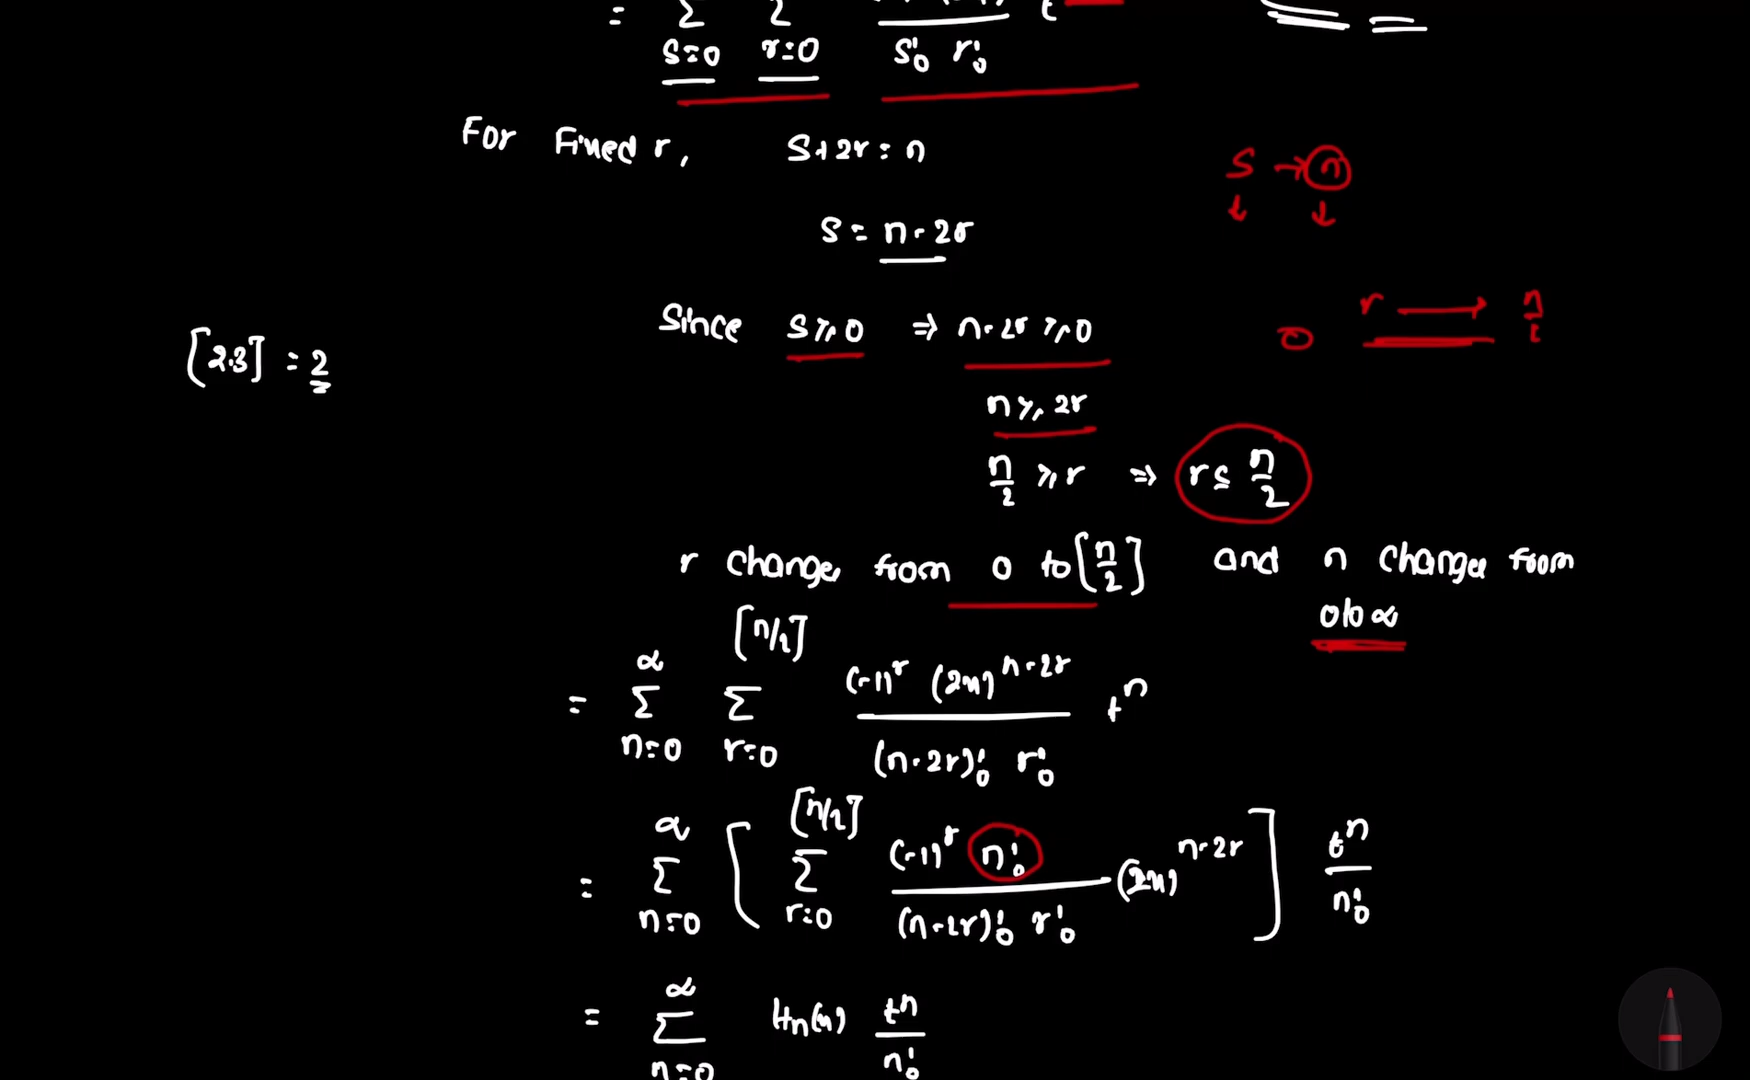 = Σ Σ t
s=0 r=0 s! r!
For Fixed r, s+2r = n
s → n
s = n-2r
r → n/2
0
Since s ≥ 0 ⇒ n-2r ≥ 0
[2.3] = 2
n ≥ 2r
n/2 ≥ r ⇒ r ≤ n/2
r changes from 0 to [n/2] and n changes from
0 to ∞
= Σ_{n=0}^{∞} Σ_{r=0}^{[n/2]} (-1)^r (2x)^{n-2r} / (n-2r)! r! t^n
= Σ_{n=0}^{∞} [ Σ_{r=0}^{[n/2]} (-1)^r n! / (n-2r)! r! (2x)^{n-2r} ] t^n / n!
= Σ_{n=0}^{∞} Hn(x) t^n / n!